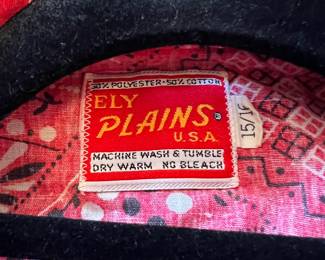 50% POLYESTER • 50% COTTON
ELY
PLAINS®
U.S.A.
MACHINE WASH & TUMBLE
DRY WARM NO BLEACH
15/16